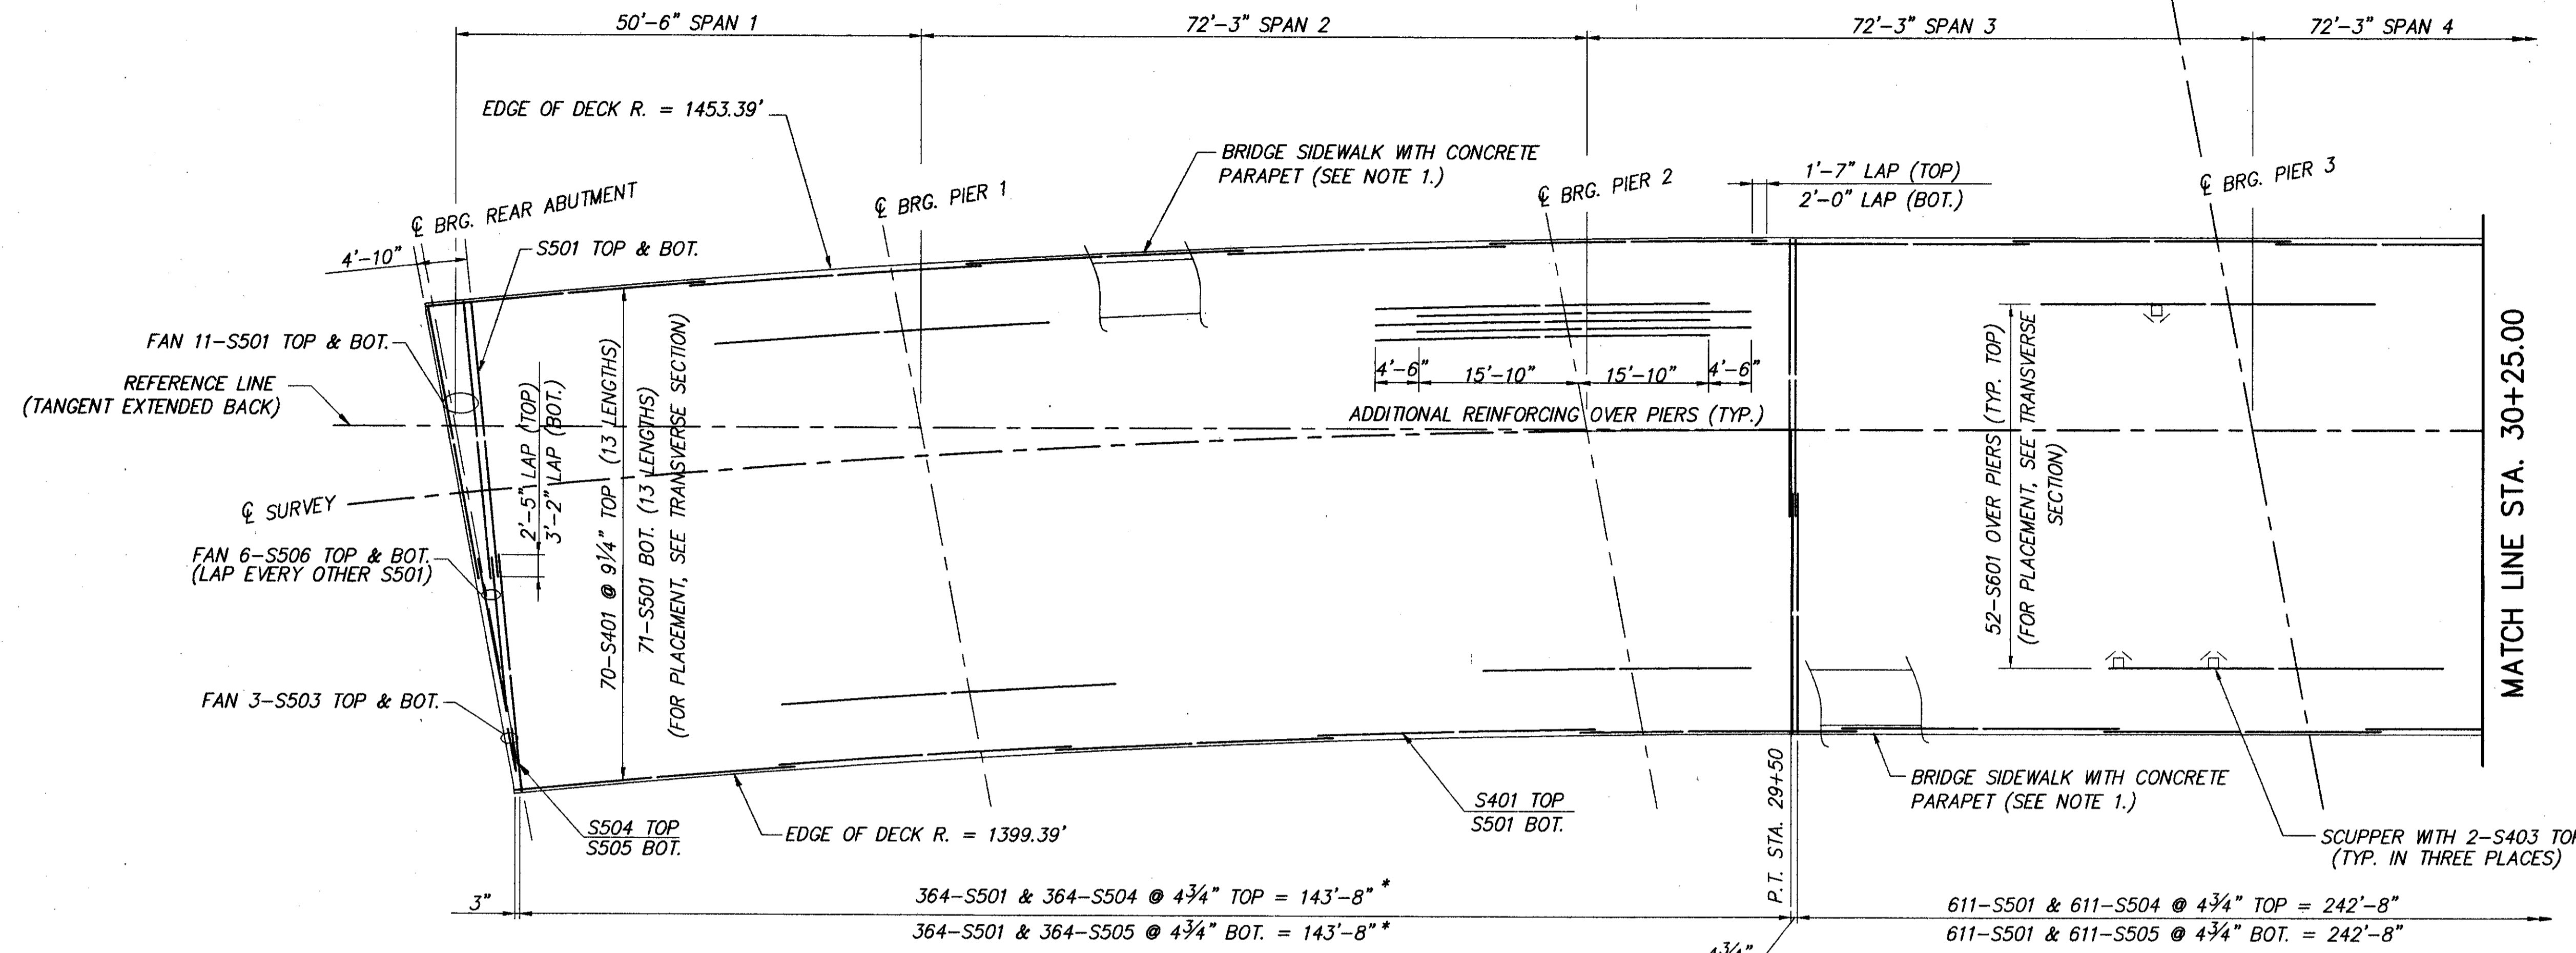 50'-6" SPAN 1
72'-3" SPAN 2
72'-3" SPAN 3
72'-3" SPAN 4
EDGE OF DECK R. = 1453.39'
BRIDGE SIDEWALK WITH CONCRETE
PARAPET (SEE NOTE 1.)
1'-7" LAP (TOP)
2'-0" LAP (BOT.)
℄ BRG. REAR ABUTMENT
℄ BRG. PIER 1
℄ BRG. PIER 2
℄ BRG. PIER 3
4'-10"
S501 TOP & BOT.
FAN 11-S501 TOP & BOT.
REFERENCE LINE
(TANGENT EXTENDED BACK)
℄ SURVEY
FAN 6-S506 TOP & BOT.
(LAP EVERY OTHER S501)
FAN 3-S503 TOP & BOT.
2'-5" LAP (TOP)
3'-2" LAP (BOT.)
70-S401 @ 9¼" TOP (13 LENGTHS)
71-S501 BOT. (13 LENGTHS)
(FOR PLACEMENT, SEE TRANSVERSE SECTION)
4'-6"
15'-10"
15'-10"
4'-6"
ADDITIONAL REINFORCING OVER PIERS (TYP.)
52-S601 OVER PIERS (TYP. TOP)
(FOR PLACEMENT, SEE TRANSVERSE
SECTION)
MATCH LINE STA. 30+25.00
S504 TOP
S505 BOT.
EDGE OF DECK R. = 1399.39'
S401 TOP
S501 BOT.
P.T. STA. 29+50
BRIDGE SIDEWALK WITH CONCRETE
PARAPET (SEE NOTE 1.)
SCUPPER WITH 2-S403 TOP
(TYP. IN THREE PLACES)
3"
364-S501 & 364-S504 @ 4¾" TOP = 143'-8" *
364-S501 & 364-S505 @ 4¾" BOT. = 143'-8" *
4¾"
611-S501 & 611-S504 @ 4¾" TOP = 242'-8"
611-S501 & 611-S505 @ 4¾" BOT. = 242'-8"